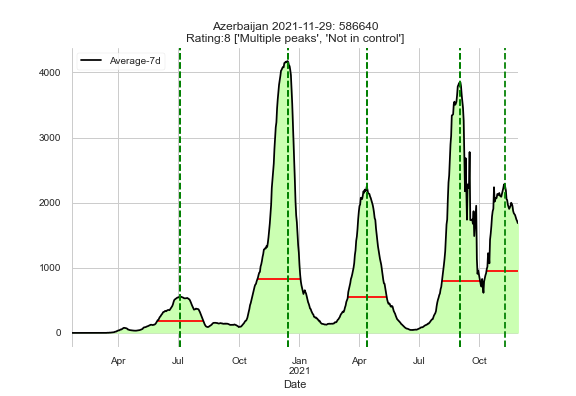 Azerbaijan 2021-11-29: 586640
Rating:8 ['Multiple peaks', 'Not in control']
Average-7d
4000
3000
2000
1000
0
Apr
Jul
Oct
Jan
2021
Apr
Jul
Oct
Date